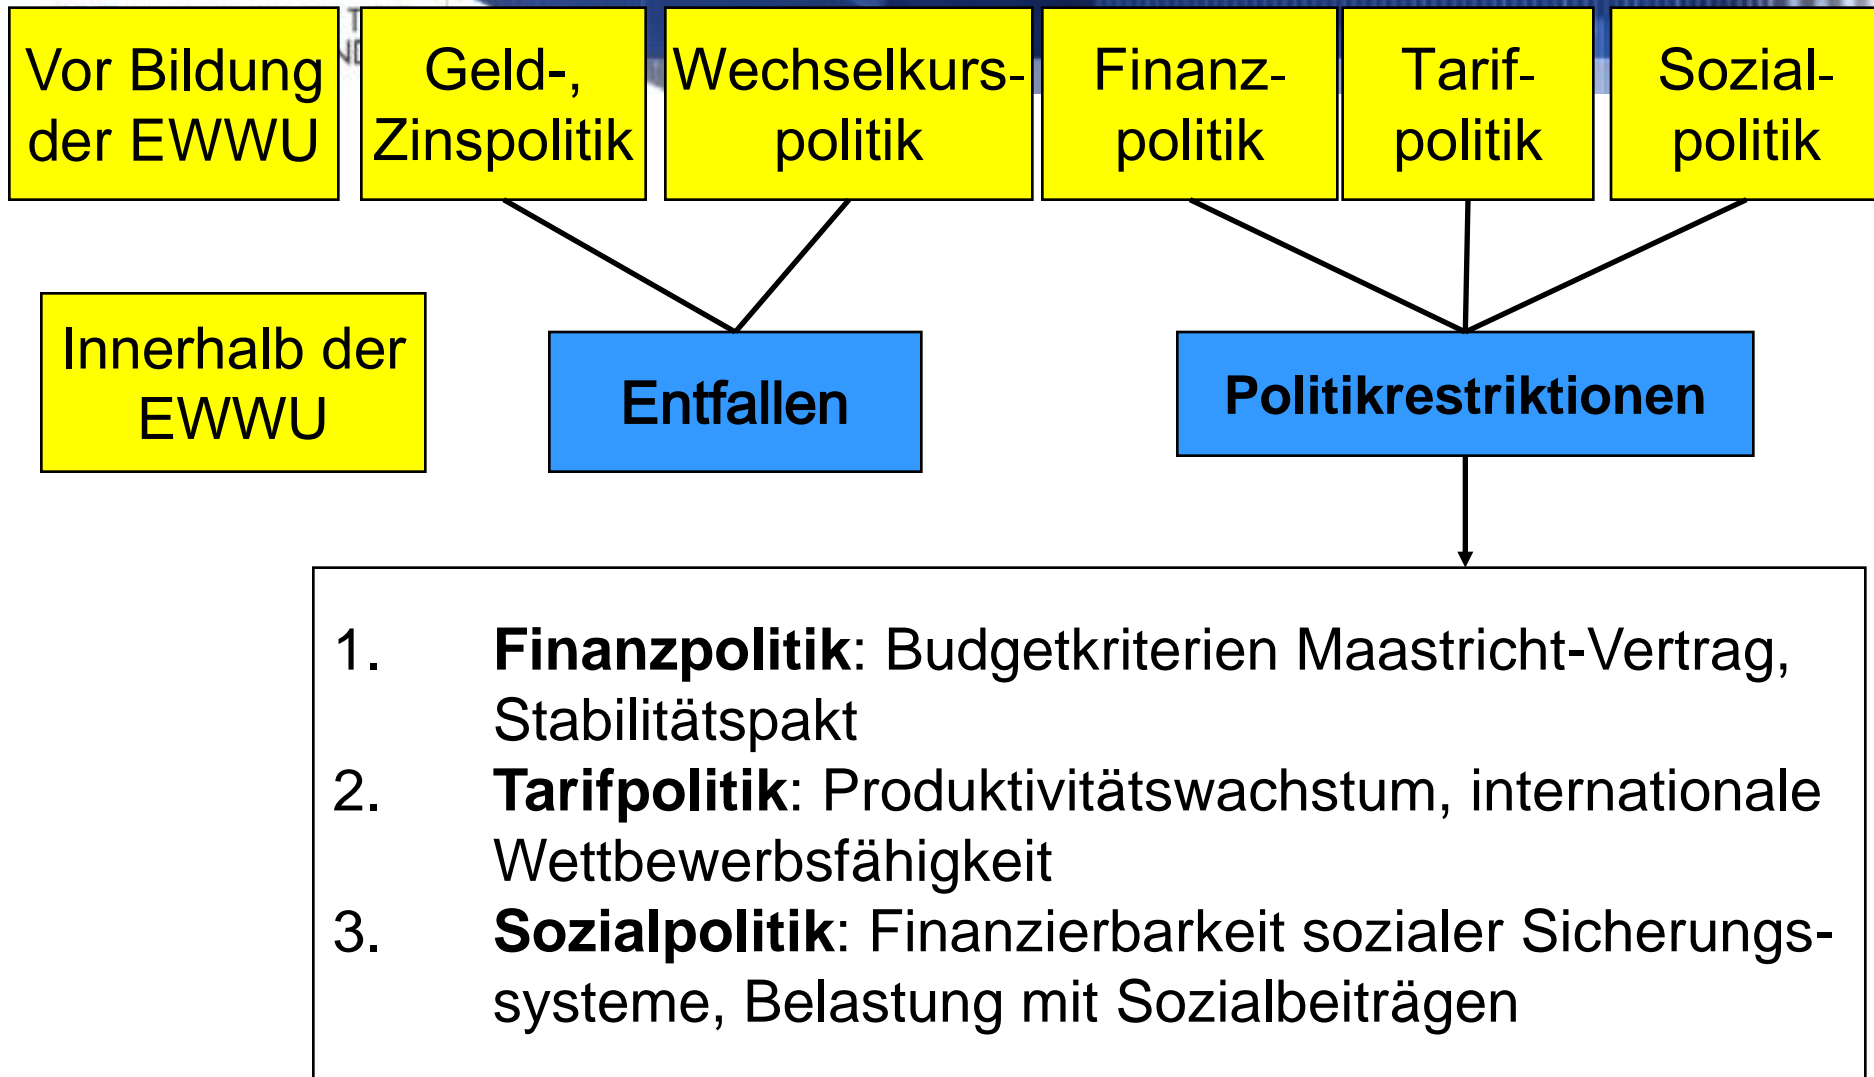 Vor Bildung
der EWWU
Geld-,
Zinspolitik
Wechselkurs-
politik
Finanz-
politik
Tarif-
politik
Sozial-
politik
Innerhalb der
EWWU
Entfallen
Politikrestriktionen
1. Finanzpolitik: Budgetkriterien Maastricht-Vertrag,
Stabilitätspakt
2. Tarifpolitik: Produktivitätswachstum, internationale
Wettbewerbsfähigkeit
3. Sozialpolitik: Finanzierbarkeit sozialer Sicherungs-
systeme, Belastung mit Sozialbeiträgen